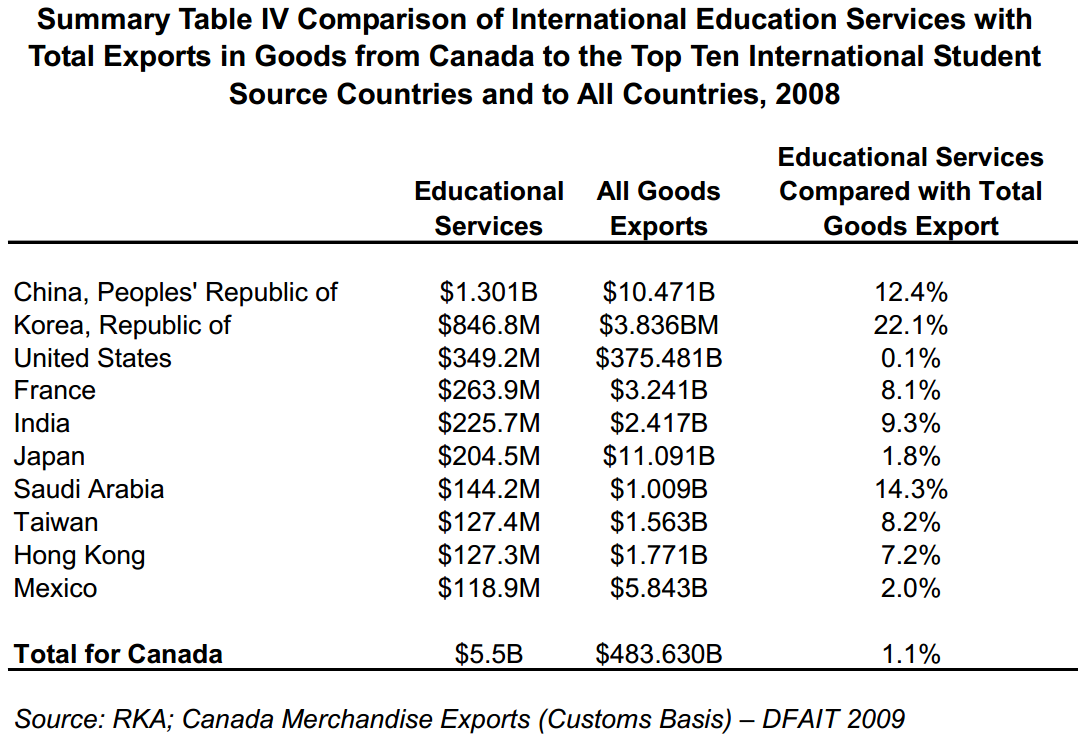 Summary Table IV Comparison of International Education Services with
Total Exports in Goods from Canada to the Top Ten International Student
Source Countries and to All Countries, 2008
Educational Services
Educational All Goods Compared with Total
Services Exports Goods Export
China, Peoples' Republic of $1.301B $10.471B 12.4%
Korea, Republic of $846.8M $3.836BM 22.1%
United States $349.2M $375.481B 0.1%
France $263.9M $3.241B 8.1%
India $225.7M $2.417B 9.3%
Japan $204.5M $11.091B 1.8%
Saudi Arabia $144.2M $1.009B 14.3%
Taiwan $127.4M $1.563B 8.2%
Hong Kong $127.3M $1.771B 7.2%
Mexico $118.9M $5.843B 2.0%
Total for Canada $5.5B $483.630B 1.1%
Source: RKA; Canada Merchandise Exports (Customs Basis) – DFAIT 2009